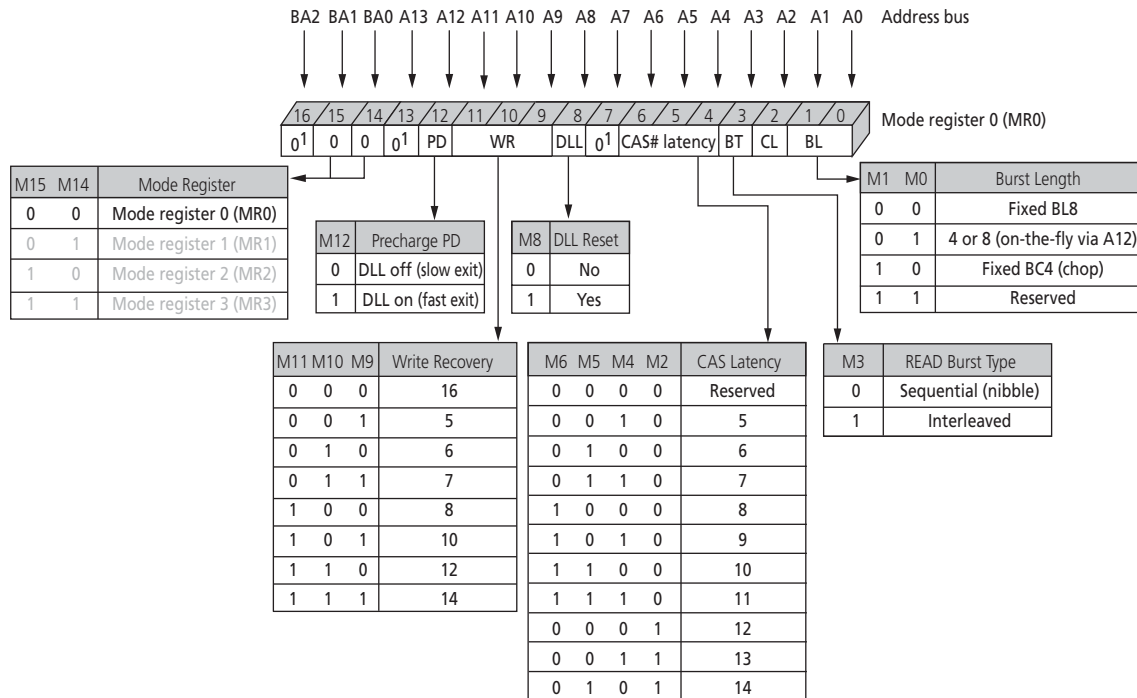 BA2 BA1 BA0 A13 A12 A11 A10 A9 A8 A7 A6 A5 A4 A3 A2 A1 A0 Address bus
16 15 14 13 12 11 10 9 8 7 6 5 4 3 2 1 0
Mode register 0 (MR0)
0¹ 0 0 0¹ PD WR DLL 0¹ CAS# latency BT CL BL
M15 M14 Mode Register
0 0 Mode register 0 (MR0)
0 1 Mode register 1 (MR1)
1 0 Mode register 2 (MR2)
1 1 Mode register 3 (MR3)
M12 Precharge PD
0 DLL off (slow exit)
1 DLL on (fast exit)
M8 DLL Reset
0 No
1 Yes
M1 M0 Burst Length
0 0 Fixed BL8
0 1 4 or 8 (on-the-fly via A12)
1 0 Fixed BC4 (chop)
1 1 Reserved
M11 M10 M9 Write Recovery
0 0 0 16
0 0 1 5
0 1 0 6
0 1 1 7
1 0 0 8
1 0 1 10
1 1 0 12
1 1 1 14
M6 M5 M4 M2 CAS Latency
0 0 0 0 Reserved
0 0 1 0 5
0 1 0 0 6
0 1 1 0 7
1 0 0 0 8
1 0 1 0 9
1 1 0 0 10
1 1 1 0 11
0 0 0 1 12
0 0 1 1 13
0 1 0 1 14
M3 READ Burst Type
0 Sequential (nibble)
1 Interleaved